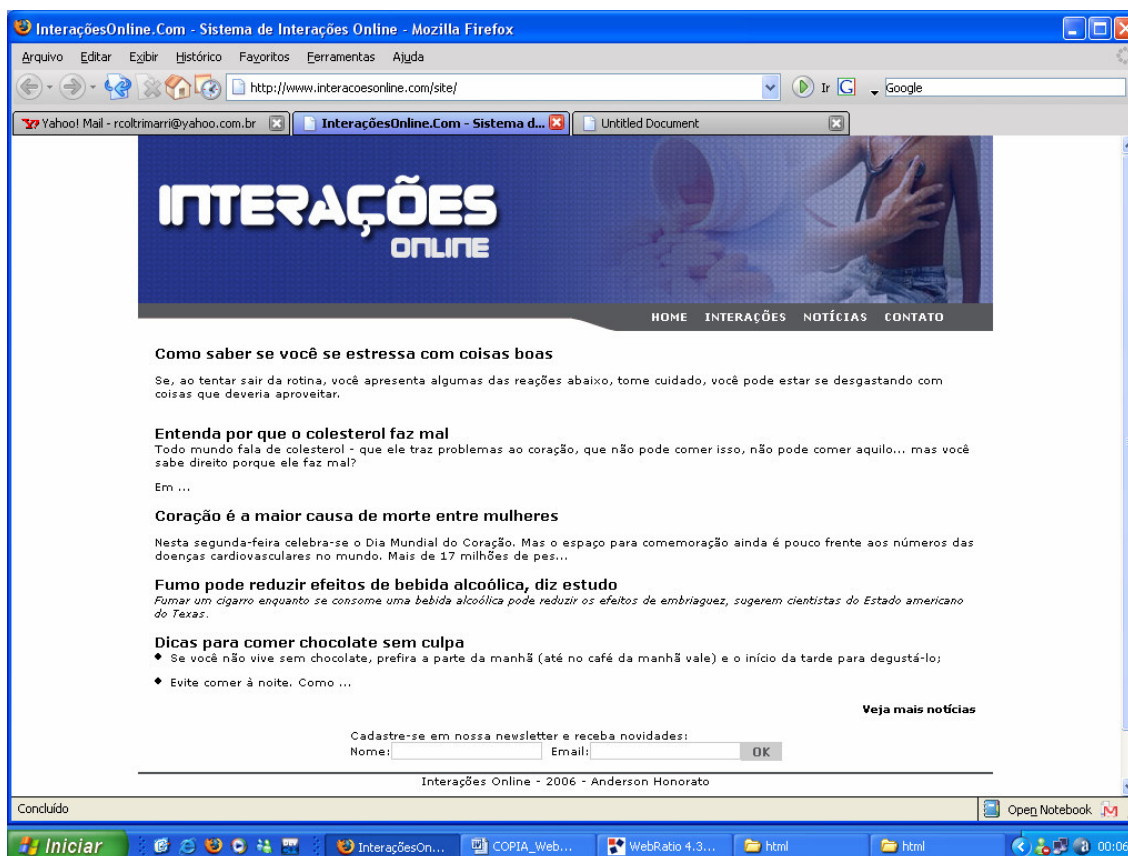 InteraçõesOnline.Com - Sistema de Interações Online - Mozilla Firefox
Arquivo Editar Exibir Histórico Favoritos Ferramentas Ajuda
http://www.interacoesonline.com/site/ Ir G Google
Yahoo! Mail - rcoltrimarri@yahoo.com.br InteraçõesOnline.Com - Sistema d... Untitled Document
INTERAÇÕES
ONLINE
HOME INTERAÇÕES NOTÍCIAS CONTATO
Como saber se você se estressa com coisas boas
Se, ao tentar sair da rotina, você apresenta algumas das reações abaixo, tome cuidado, você pode estar se desgastando com
coisas que deveria aproveitar.
Entenda por que o colesterol faz mal
Todo mundo fala de colesterol - que ele traz problemas ao coração, que não pode comer isso, não pode comer aquilo... mas você
sabe direito porque ele faz mal?
Em ...
Coração é a maior causa de morte entre mulheres
Nesta segunda-feira celebra-se o Dia Mundial do Coração. Mas o espaço para comemoração ainda é pouco frente aos números das
doenças cardiovasculares no mundo. Mais de 17 milhões de pes...
Fumo pode reduzir efeitos de bebida alcoólica, diz estudo
Fumar um cigarro enquanto se consome uma bebida alcoólica pode reduzir os efeitos de embriaguez, sugerem cientistas do Estado americano
do Texas.
Dicas para comer chocolate sem culpa
Se você não vive sem chocolate, prefira a parte da manhã (até no café da manhã vale) e o início da tarde para degustá-lo;
Evite comer à noite. Como ...
Veja mais notícias
Cadastre-se em nossa newsletter e receba novidades:
Nome: Email: OK
Interações Online - 2006 - Anderson Honorato
Concluído Open Notebook
Iniciar InteraçõesOn... COPIA_Web... WebRatio 4.3... html html 00:06